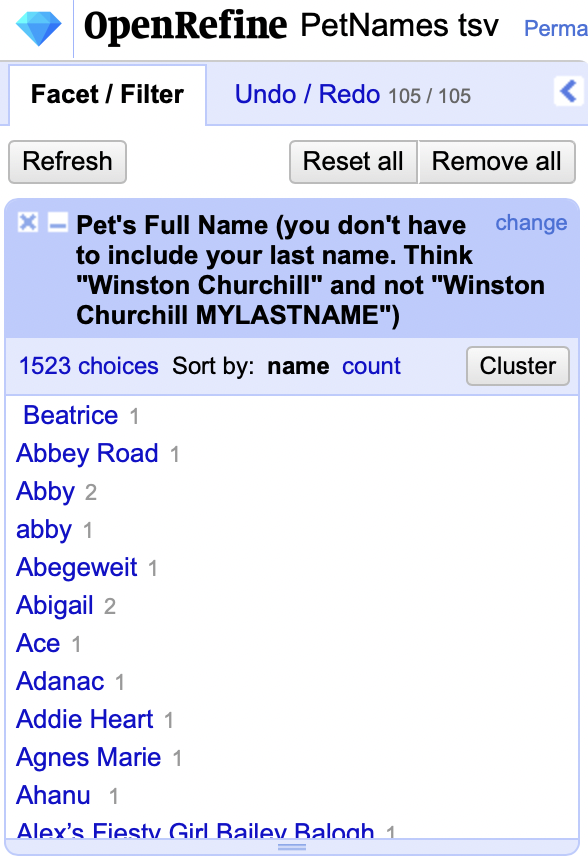 OpenRefine PetNames tsv Perma
Facet / Filter Undo / Redo 105 / 105
Refresh Reset all Remove all
Pet's Full Name (you don't have change
to include your last name. Think
"Winston Churchill" and not "Winston
Churchill MYLASTNAME")
1523 choices Sort by: name count Cluster
Beatrice 1
Abbey Road 1
Abby 2
abby 1
Abegeweit 1
Abigail 2
Ace 1
Adanac 1
Addie Heart 1
Agnes Marie 1
Ahanu 1
Alex’s Fiesty Girl Bailey Balogh 1